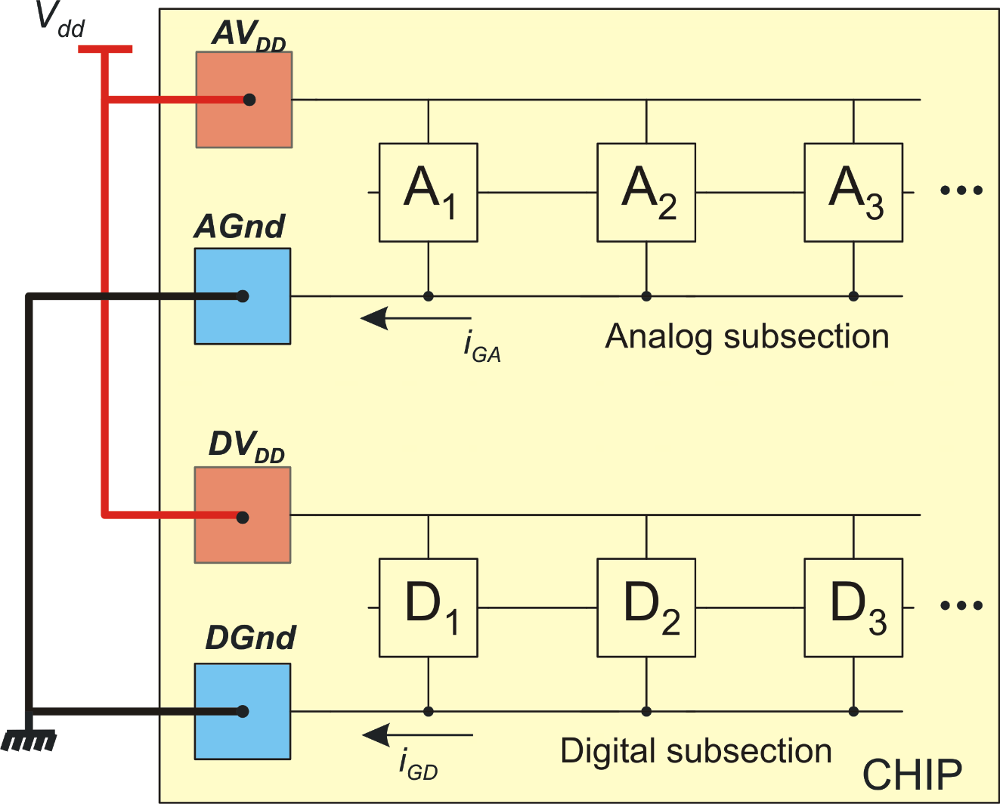 Vdd
AVDD
A1 A2 A3 •••
AGnd
iGA
Analog subsection
DVDD
D1 D2 D3 •••
DGnd
iGD
Digital subsection
CHIP